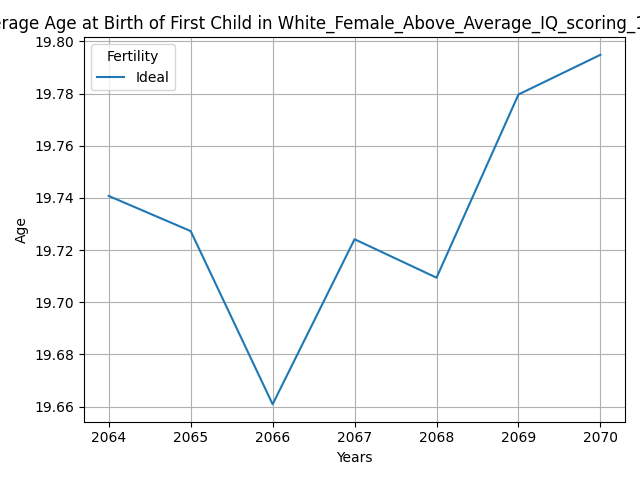 erage Age at Birth of First Child in White_Female_Above_Average_IQ_scoring_1
Fertility
Ideal
19.80
19.78
19.76
19.74
19.72
19.70
19.68
19.66
Age
2064 2065 2066 2067 2068 2069 2070
Years